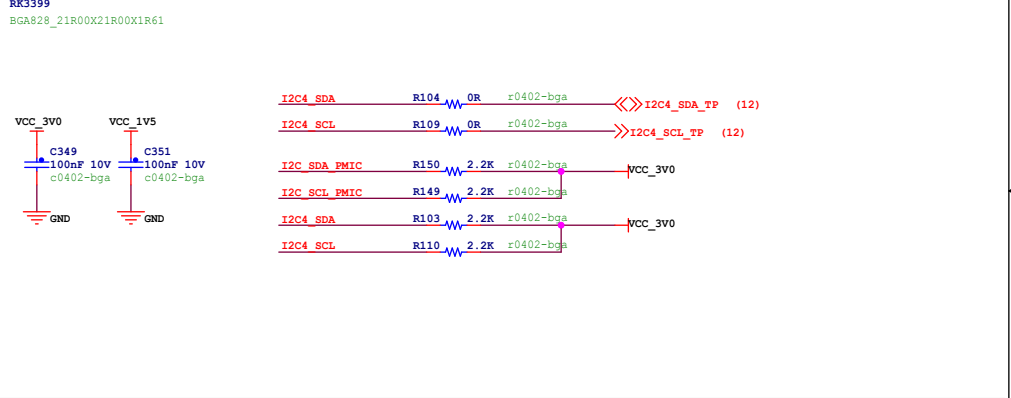 RK3399
BGA828_21R00X21R00X1R61
I2C4_SDA R104 0R r0402-bga I2C4_SDA_TP (12)
I2C4_SCL R109 0R r0402-bga I2C4_SCL_TP (12)
VCC_3V0 VCC_1V5
C349 C351
100nF 10V 100nF 10V
c0402-bga c0402-bga
GND GND
I2C_SDA_PMIC R150 2.2K r0402-bga VCC_3V0
I2C_SCL_PMIC R149 2.2K r0402-bga
I2C4_SDA R103 2.2K r0402-bga VCC_3V0
I2C4_SCL R110 2.2K r0402-bga